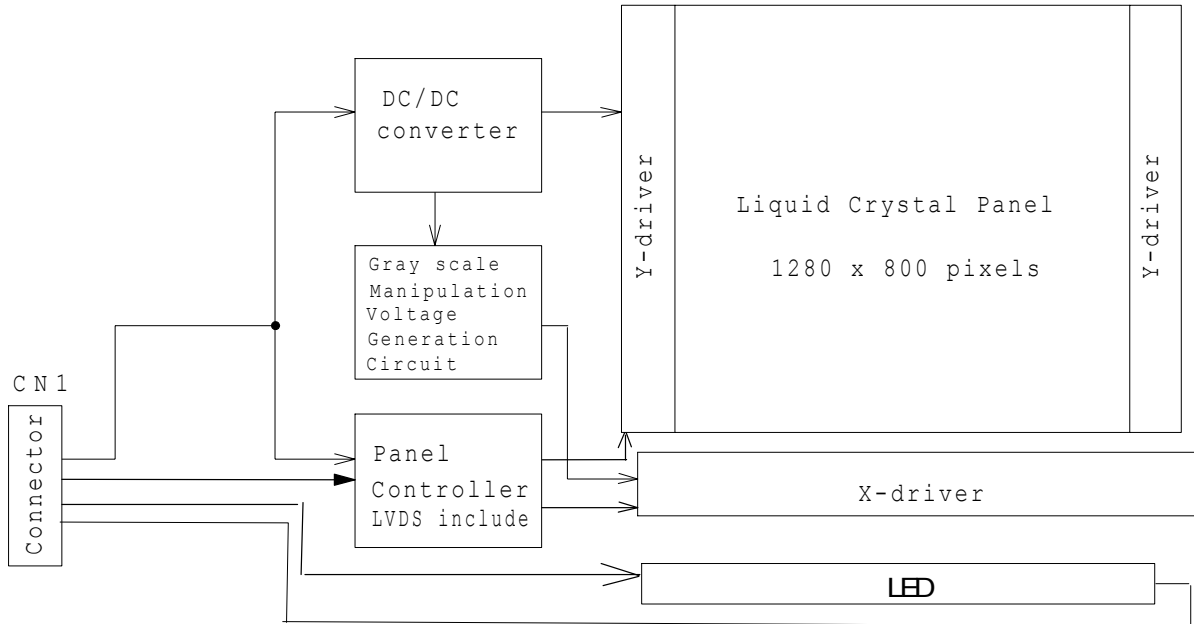 DC/DC
converter
Gray scale
Manipulation
Voltage
Generation
Circuit
CN1
Connector
Panel
Controller
LVDS include
Y-driver
Liquid Crystal Panel
1280 x 800 pixels
Y-driver
X-driver
LED